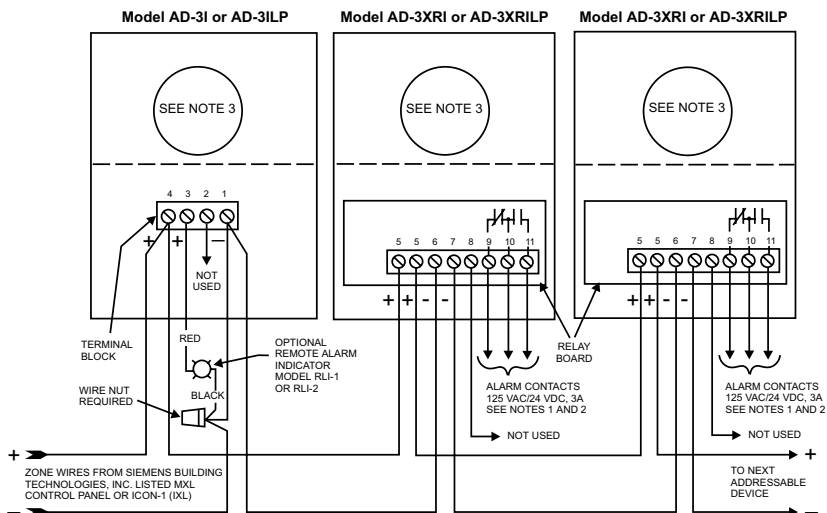 Model AD-3I or AD-3ILP
Model AD-3XRI or AD-3XRILP
Model AD-3XRI or AD-3XRILP
SEE NOTE 3
SEE NOTE 3
SEE NOTE 3
4 3 2 1
+ + –
NOT
USED
TERMINAL
BLOCK
RED
OPTIONAL
REMOTE ALARM
INDICATOR
MODEL RLI-1
OR RLI-2
WIRE NUT
REQUIRED
BLACK
5 5 6 7 8 9 10 11
+ + - -
RELAY
BOARD
ALARM CONTACTS
125 VAC/24 VDC, 3A
SEE NOTES 1 AND 2
NOT USED
5 5 6 7 8 9 10 11
+ + - -
ALARM CONTACTS
125 VAC/24 VDC, 3A
SEE NOTES 1 AND 2
NOT USED
+
ZONE WIRES FROM SIEMENS BUILDING
TECHNOLOGIES, INC. LISTED MXL
CONTROL PANEL OR ICON-1 (IXL)
–
+
TO NEXT
ADDRESSABLE
DEVICE
–